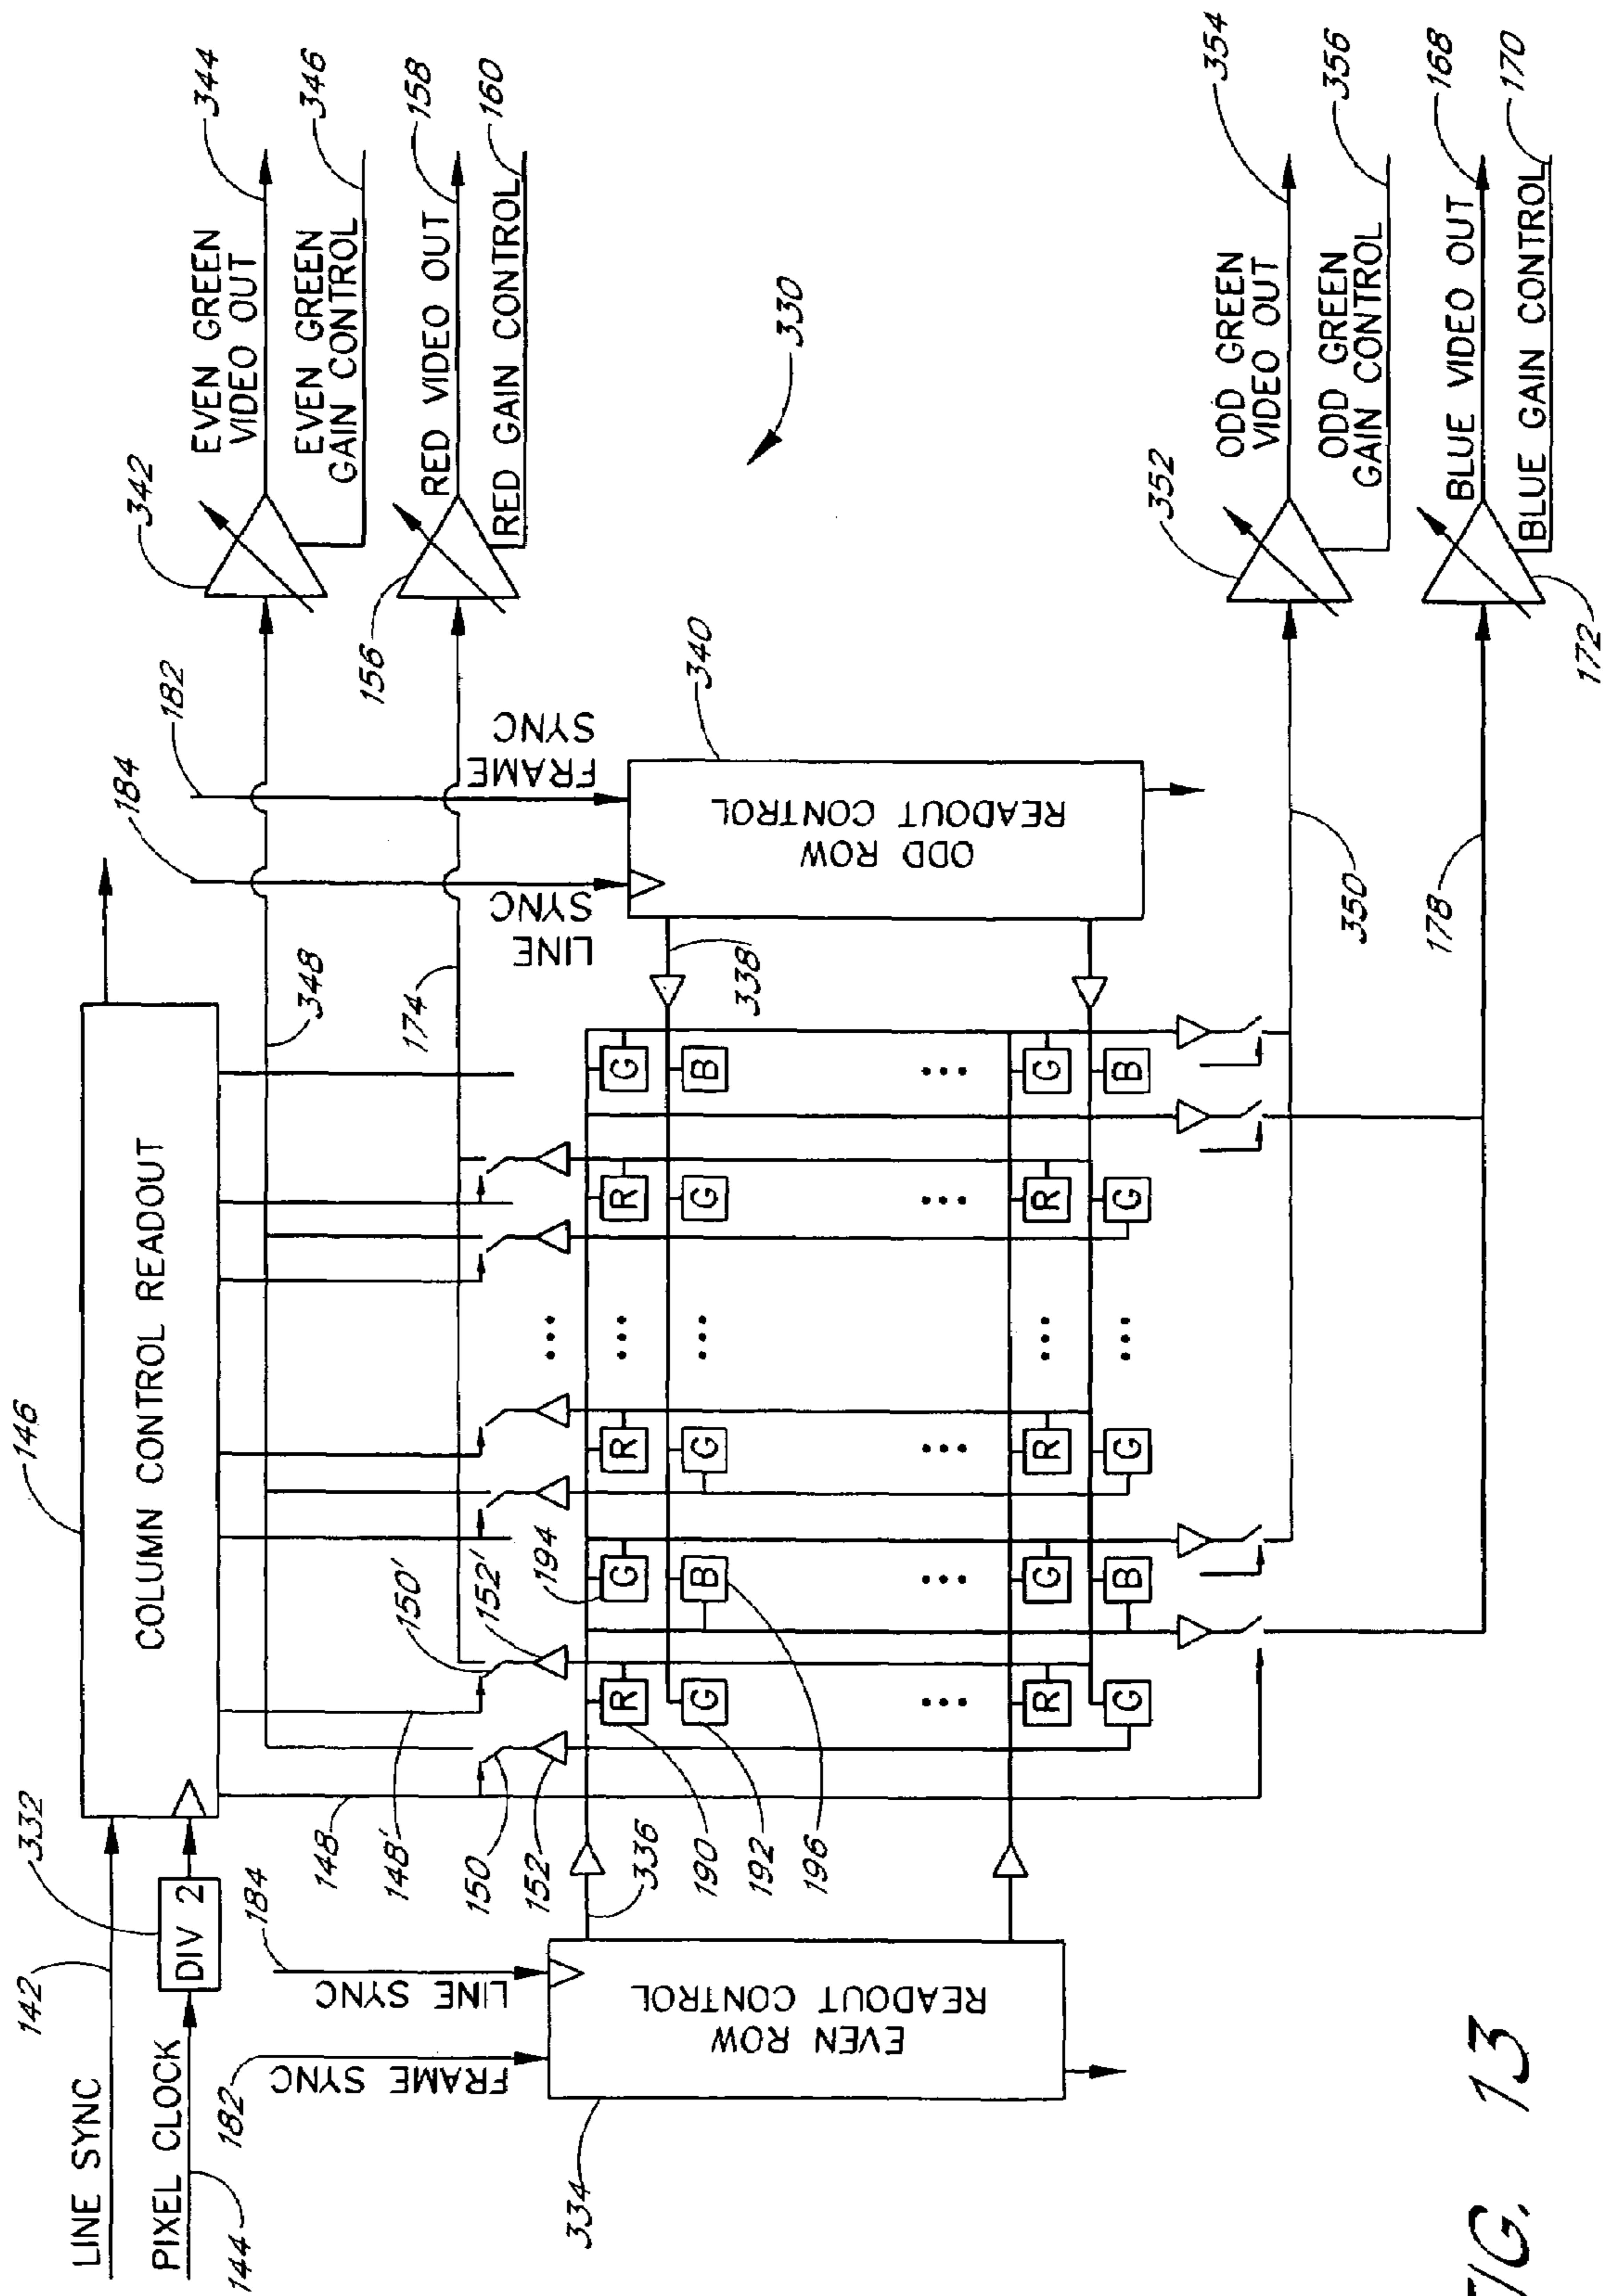 LINE SYNC
142
PIXEL CLOCK
144
DIV 2
332
146
COLUMN CONTROL READOUT
EVEN GREEN
VIDEO OUT
344
EVEN GREEN
GAIN CONTROL
346
342
348
RED VIDEO OUT
158
RED GAIN CONTROL
160
156
174
148
148'
150
150'
152
152'
182
FRAME SYNC
184
LINE SYNC
EVEN ROW
READOUT CONTROL
334
336
184
LINE
SYNC
182
FRAME
SYNC
ODD ROW
READOUT CONTROL
340
338
330
R G R R G
G B G G B
... ...
... ... ... ...
R G R R G
G B G G B
... ...
190
192
194
196
ODD GREEN
VIDEO OUT
354
ODD GREEN
GAIN CONTROL
356
352
350
BLUE VIDEO OUT
168
BLUE GAIN CONTROL
170
172
178
FIG. 13